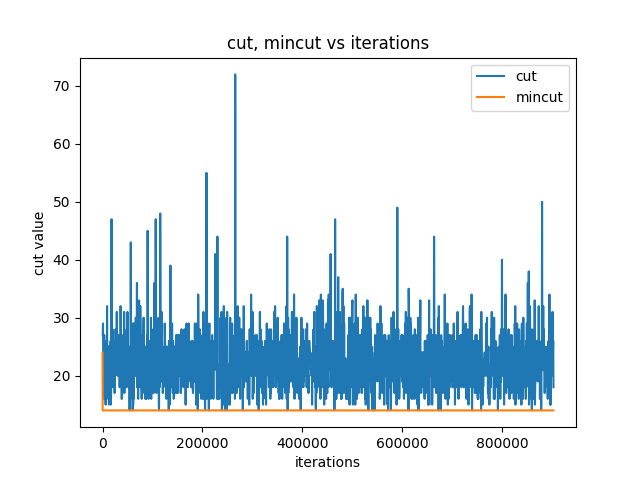 cut, mincut vs iterations
cut
mincut
cut value
70
60
50
40
30
20
0
200000
400000
600000
800000
iterations